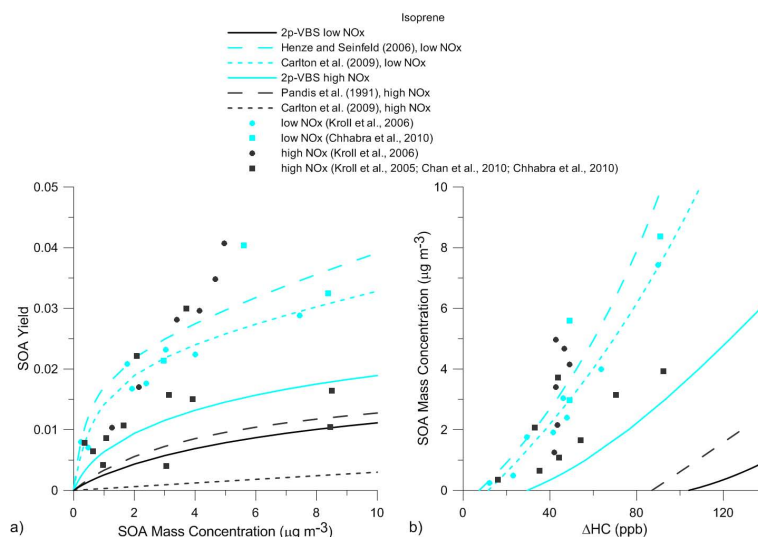 Isoprene
2p-VBS low NOx
Henze and Seinfeld (2006), low NOx
Carlton et al. (2009), low NOx
2p-VBS high NOx
Pandis et al. (1991), high NOx
Carlton et al. (2009), high NOx
low NOx (Kroll et al., 2006)
low NOx (Chhabra et al., 2010)
high NOx (Kroll et al., 2006)
high NOx (Kroll et al., 2005; Chan et al., 2010; Chhabra et al., 2010)
0.05
0.04
0.03
0.02
0.01
0
SOA Yield
0 2 4 6 8 10
SOA Mass Concentration (μg m-3)
a)
10
8
6
4
2
0
SOA Mass Concentration (μg m-3)
0 40 80 120
ΔHC (ppb)
b)